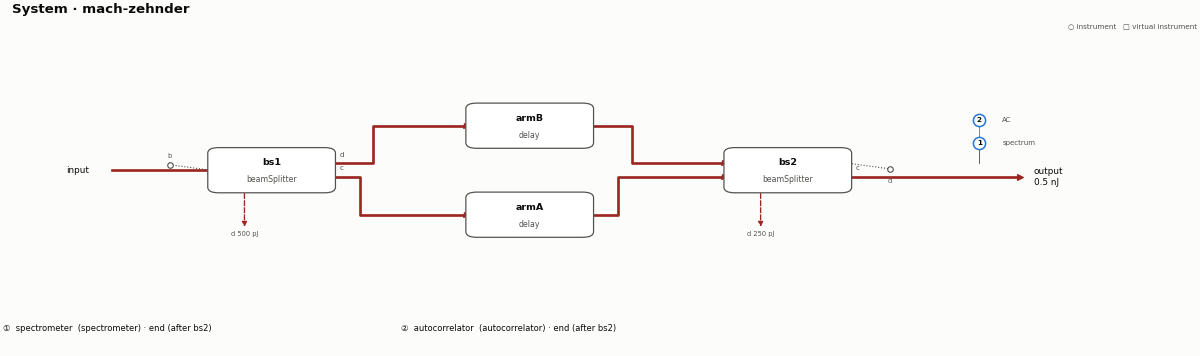 System · mach-zehnder
○ instrument □ virtual instrument
armB
delay
2 AC
1 spectrum
b
d
bs1
beamSplitter
c
bs2
beamSplitter
c
d
input
output
0.5 nJ
armA
delay
d 500 pJ
d 250 pJ
① spectrometer (spectrometer) · end (after bs2)
② autocorrelator (autocorrelator) · end (after bs2)